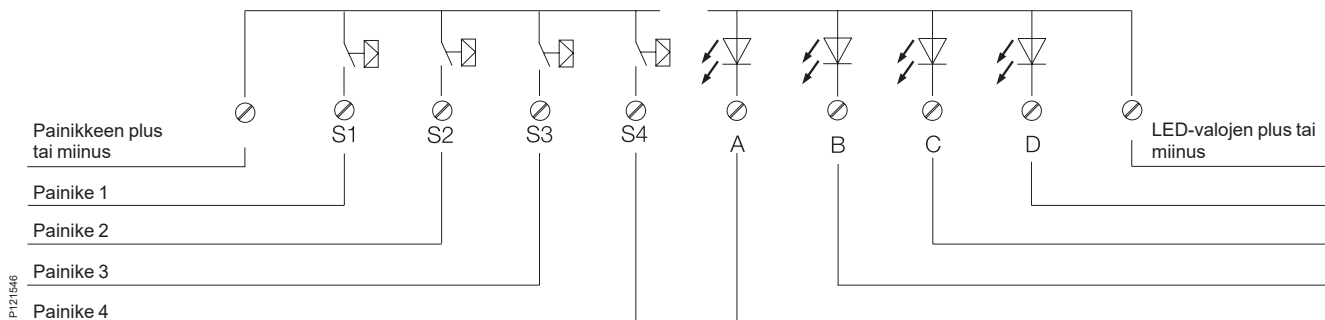 S1
S2
S3
S4
A
B
C
D
Painikkeen plus
tai miinus
LED-valojen plus tai
miinus
Painike 1
Painike 2
Painike 3
Painike 4
P121546